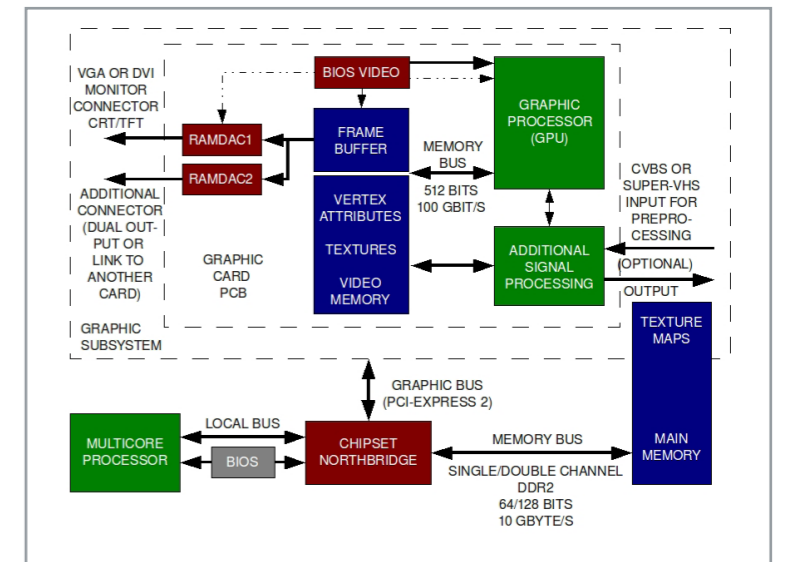 VGA OR DVI
MONITOR
CONNECTOR
CRT/TFT
BIOS VIDEO
GRAPHIC
PROCESSOR
(GPU)
RAMDAC1
FRAME
BUFFER
MEMORY
BUS
512 BITS
100 GBIT/S
RAMDAC2
CVBS OR
SUPER-VHS
INPUT FOR
PREPRO-
CESSING
ADDITIONAL
CONNECTOR
(DUAL OUT-
PUT OR
LINK TO
ANOTHER
CARD)
VERTEX
ATTRIBUTES
TEXTURES
VIDEO
MEMORY
GRAPHIC
CARD
PCB
ADDITIONAL
SIGNAL
PROCESSING
(OPTIONAL)
OUTPUT
GRAPHIC
SUBSYSTEM
TEXTURE
MAPS
GRAPHIC BUS
(PCI-EXPRESS 2)
MULTICORE
PROCESSOR
LOCAL BUS
BIOS
CHIPSET
NORTHBRIDGE
MEMORY BUS
SINGLE/DOUBLE CHANNEL
DDR2
64/128 BITS
10 GBYTE/S
MAIN
MEMORY